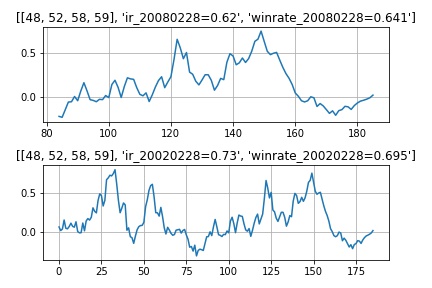 [[48, 52, 58, 59], 'ir_20080228=0.62', 'winrate_20080228=0.641']
0.5
0.0
80 100 120 140 160 180
[[48, 52, 58, 59], 'ir_20020228=0.73', 'winrate_20020228=0.695']
0.5
0.0
0 25 50 75 100 125 150 175